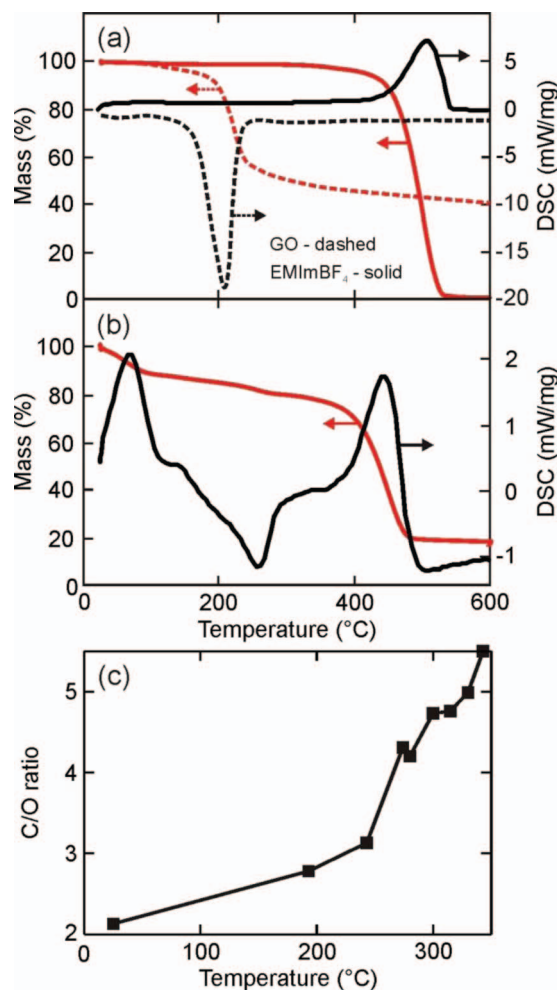 (a)
100
80
60
40
20
0
Mass (%)
5
0
-5
-10
-15
-20
DSC (mW/mg)
GO - dashed
EMImBF₄ - solid
(b)
100
80
60
40
20
0
Mass (%)
2
1
0
-1
DSC (mW/mg)
0 200 400 600
Temperature (°C)
(c)
5
4
3
2
C/O ratio
0 100 200 300
Temperature (°C)